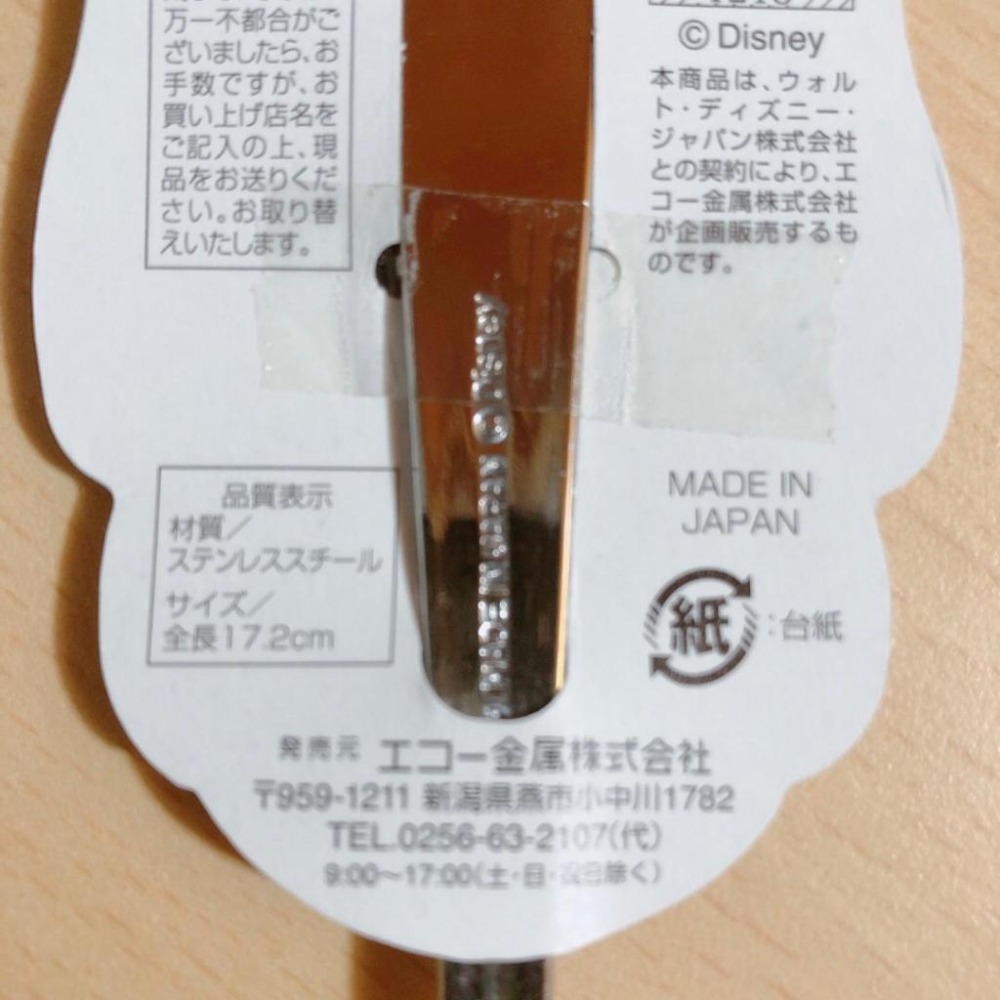 万一不都合がご
ざいましたら、お
手数ですが、お
買い上げ店名を
ご記入の上、現
品をお送りくだ
さい。お取り替
えいたします。
© Disney
本商品は、ウォル
ト・ディズニー・
ジャパン株式会社
との契約により、エ
コー金属株式会社
が企画販売するも
のです。
MADE IN JAPAN © Disney
品質表示
材質／
ステンレススチール
サイズ／
全長17.2cm
MADE IN
JAPAN
紙：台紙
発売元 エコー金属株式会社
〒959-1211 新潟県燕市小中川1782
TEL.0256-63-2107(代)
9:00～17:00(土・日・祝日除く)